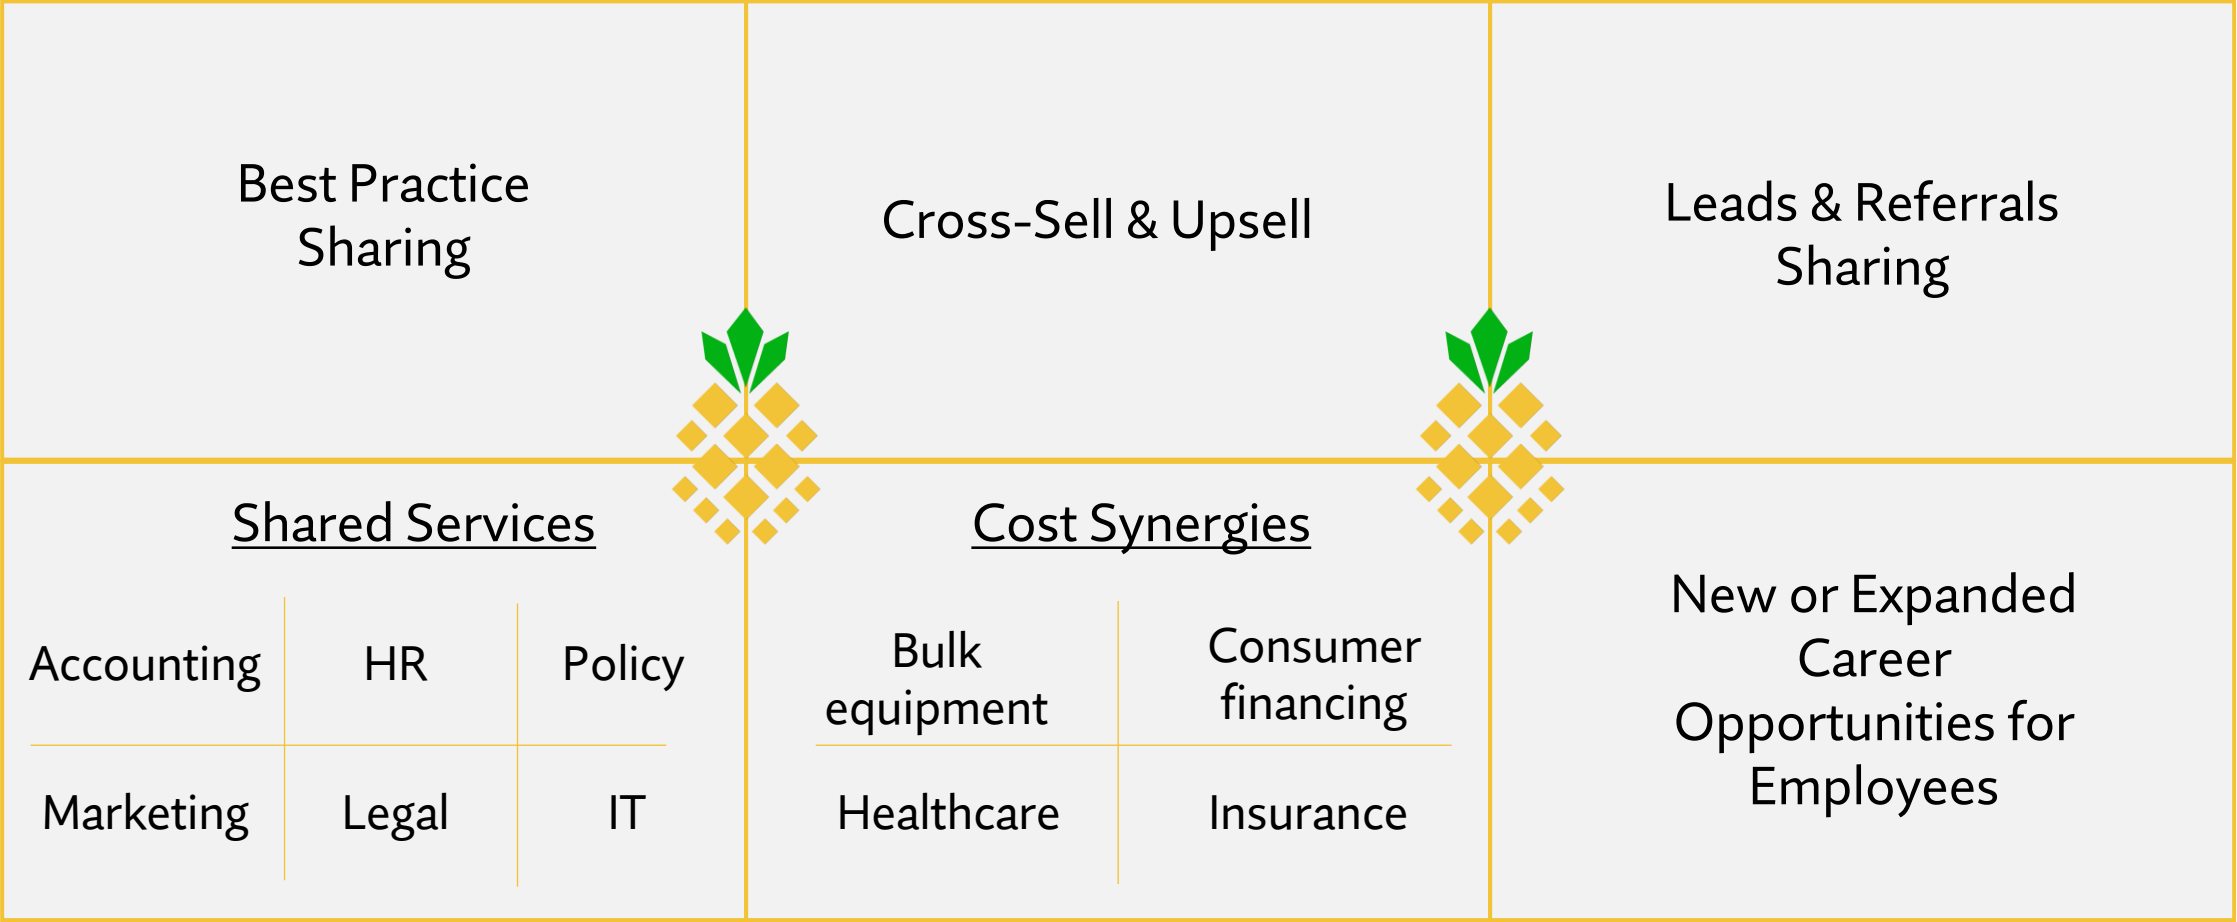 Best Practice
Sharing
Cross-Sell & Upsell
Leads & Referrals
Sharing
Shared Services
Accounting
HR
Policy
Marketing
Legal
IT
Cost Synergies
Bulk
equipment
Consumer
financing
Healthcare
Insurance
New or Expanded
Career
Opportunities for
Employees